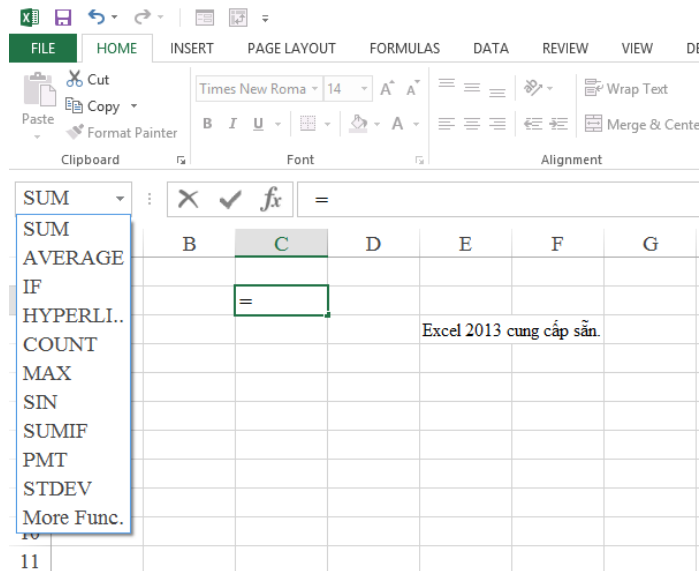 FILE HOME INSERT PAGE LAYOUT FORMULAS DATA REVIEW VIEW
Paste
Cut
Copy
Format Painter
Clipboard
Times New Roma 14 A A
B I U A
Font
Wrap Text
Merge & Cente
Alignment
SUM fx =
SUM
AVERAGE
IF
HYPERLI..
COUNT
MAX
SIN
SUMIF
PMT
STDEV
More Func.
B C D E F G
=
Excel 2013 cung cấp sẵn.
11